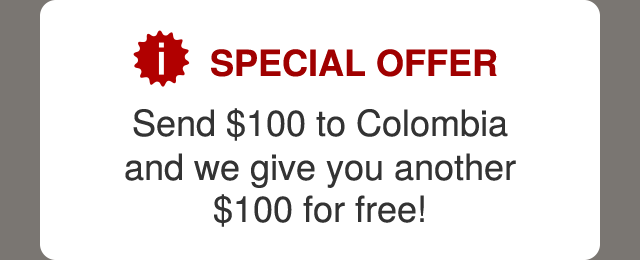 SPECIAL OFFER
Send $100 to Colombia
and we give you another
$100 for free!